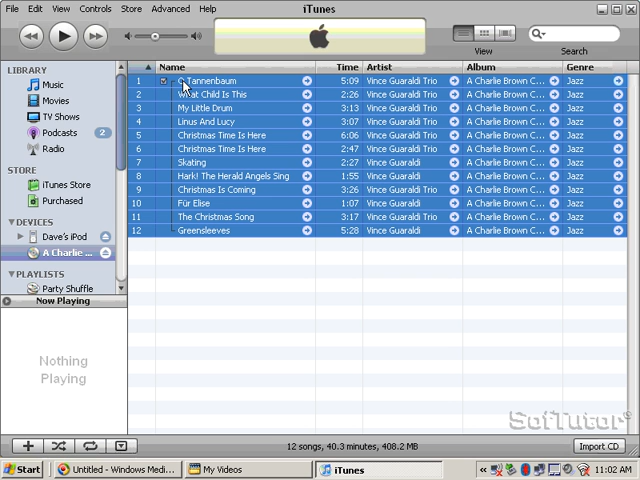 File Edit View Controls Store Advanced Help
iTunes
View
Search
LIBRARY
Music
Movies
TV Shows
Podcasts 2
Radio
STORE
iTunes Store
Purchased
DEVICES
Dave's iPod
A Charlie ...
PLAYLISTS
Party Shuffle
Now Playing
Nothing
Playing
Name Time Artist Album Genre
1 O Tannenbaum 5:09 Vince Guaraldi Trio A Charlie Brown C... Jazz
2 What Child Is This 2:26 Vince Guaraldi Trio A Charlie Brown C... Jazz
3 My Little Drum 3:13 Vince Guaraldi Trio A Charlie Brown C... Jazz
4 Linus And Lucy 3:07 Vince Guaraldi Trio A Charlie Brown C... Jazz
5 Christmas Time Is Here 6:06 Vince Guaraldi Trio A Charlie Brown C... Jazz
6 Christmas Time Is Here 2:47 Vince Guaraldi Trio A Charlie Brown C... Jazz
7 Skating 2:27 Vince Guaraldi A Charlie Brown C... Jazz
8 Hark! The Herald Angels Sing 1:55 Vince Guaraldi A Charlie Brown C... Jazz
9 Christmas Is Coming 3:26 Vince Guaraldi Trio A Charlie Brown C... Jazz
10 Für Elise 1:07 Vince Guaraldi A Charlie Brown C... Jazz
11 The Christmas Song 3:17 Vince Guaraldi Trio A Charlie Brown C... Jazz
12 Greensleeves 5:28 Vince Guaraldi A Charlie Brown C... Jazz
SofTutor
12 songs, 40.3 minutes, 408.2 MB
Import CD
Start Untitled - Windows Medi... My Videos iTunes « 11:02 AM